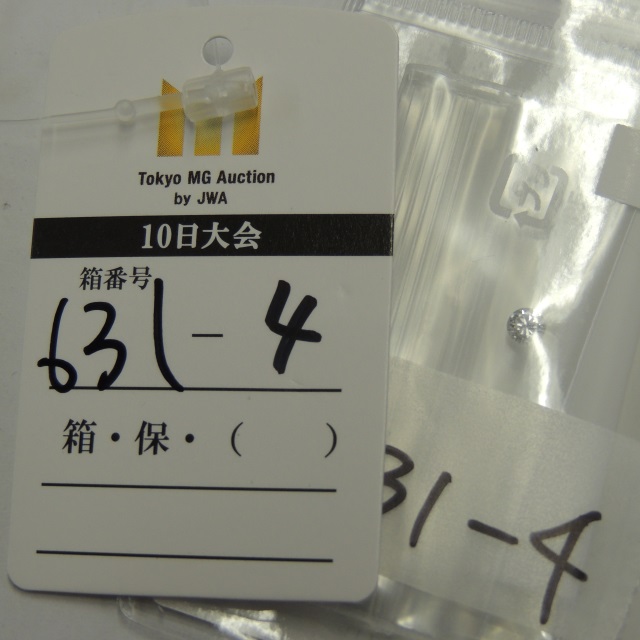 Tokyo MG Auction
by JWA
10日大会
箱番号
631-4
箱・保・(　　)
31-4